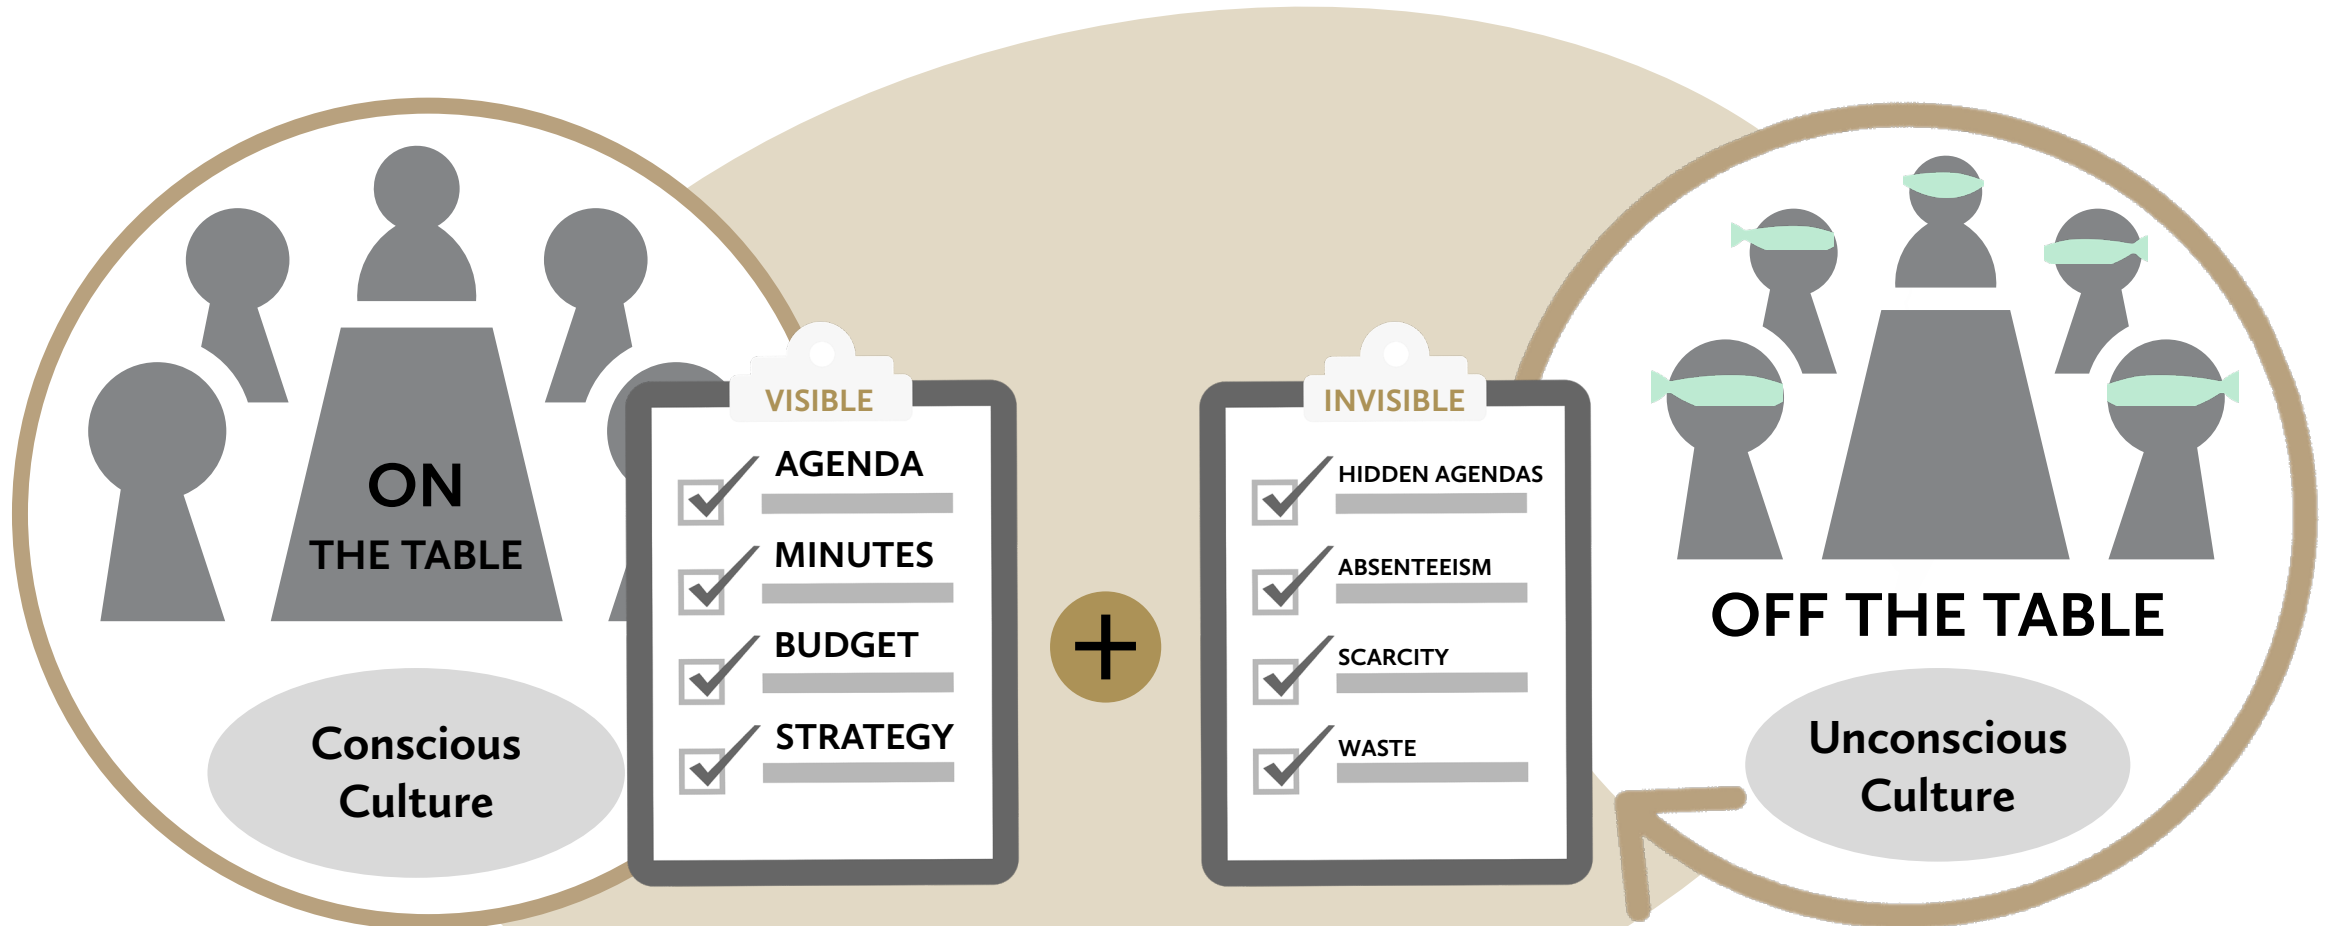 ON
THE TABLE
Conscious
Culture
VISIBLE
AGENDA
MINUTES
BUDGET
STRATEGY
+
INVISIBLE
HIDDEN AGENDAS
ABSENTEEISM
SCARCITY
WASTE
OFF THE TABLE
Unconscious
Culture